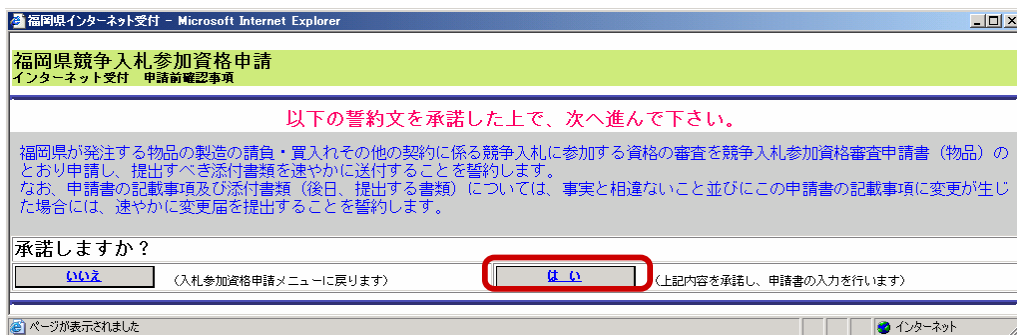 福岡県インターネット受付 - Microsoft Internet Explorer
福岡県競争入札参加資格申請
インターネット受付　申請前確認事項
以下の誓約文を承諾した上で、次へ進んで下さい。
福岡県が発注する物品の製造の請負・買入れその他の契約に係る競争入札に参加する資格の審査を競争入札参加資格審査申請書（物品）の
とおり申請し、提出すべき添付書類を速やかに送付することを誓約します。
なお、申請書の記載事項及び添付書類（後日、提出する書類）については、事実と相違ないこと並びにこの申請書の記載事項に変更が生じ
た場合には、速やかに変更届を提出することを誓約します。
承諾しますか？
いいえ　（入札参加資格申請メニューに戻ります）　は い　（上記内容を承諾し、申請書の入力を行います）
ページが表示されました　インターネット